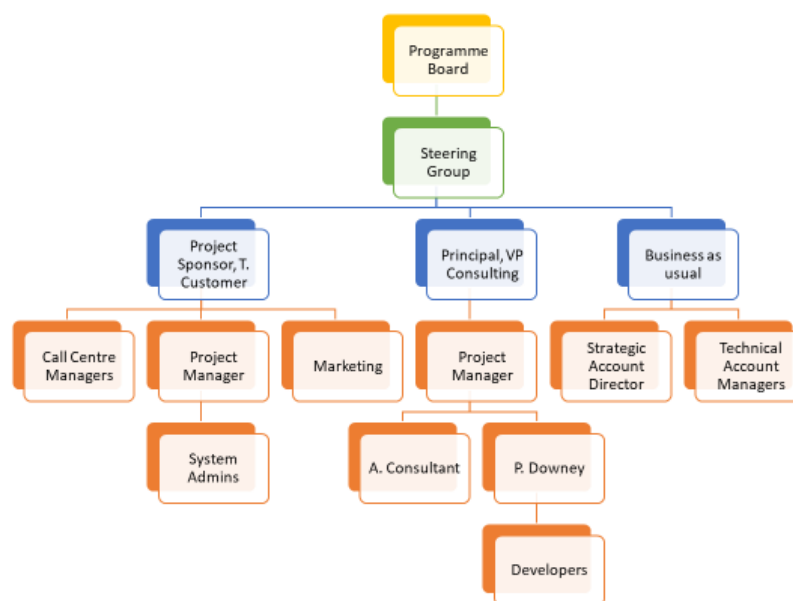 Programme
Board
Steering
Group
Project
Sponsor, T.
Customer
Principal, VP
Consulting
Business as
usual
Call Centre
Managers
Project
Manager
Marketing
Project
Manager
Strategic
Account
Director
Technical
Account
Managers
System
Admins
A. Consultant
P. Downey
Developers